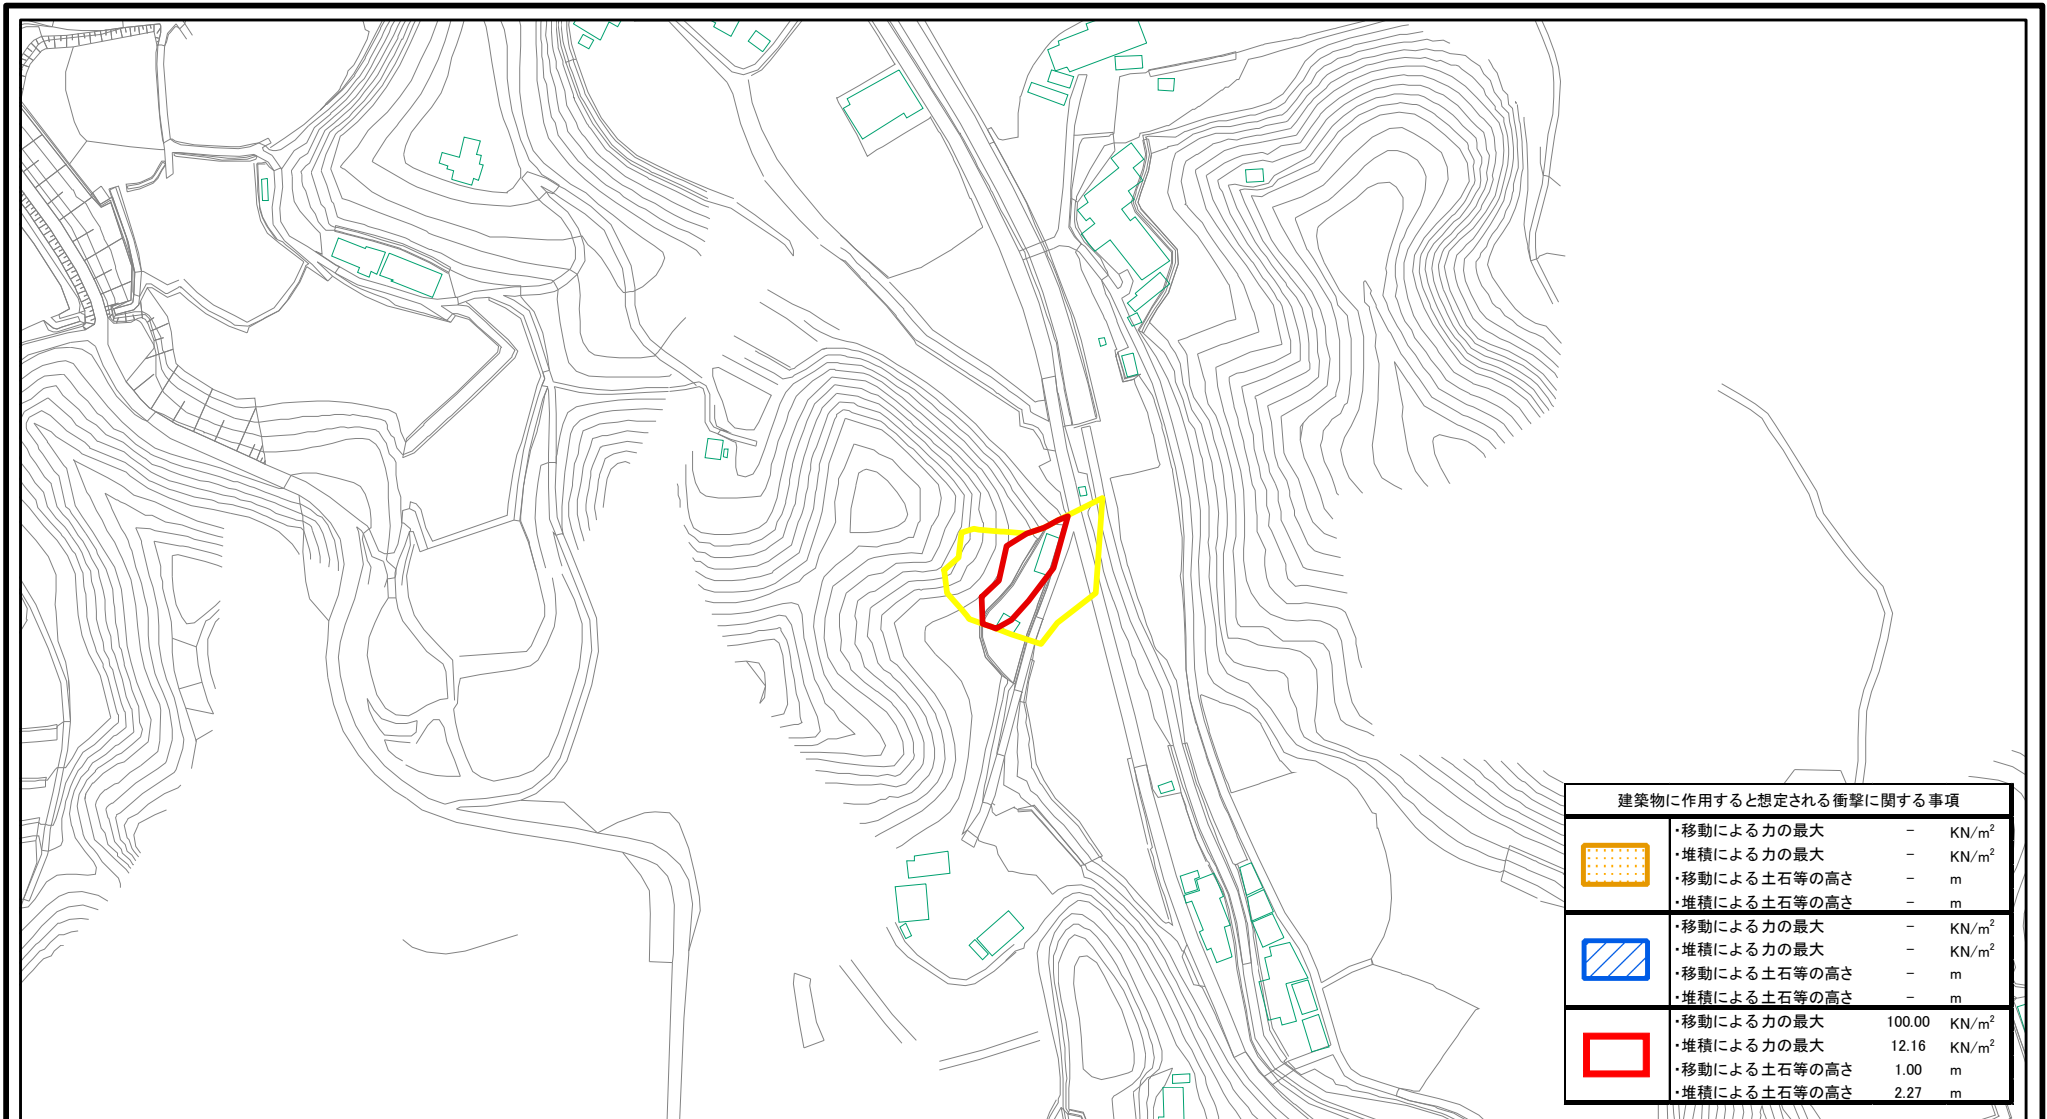 建築物に作用すると想定される衝撃に関する事項
・移動による力の最大 － KN/m²
・堆積による力の最大 － KN/m²
・移動による土石等の高さ － m
・堆積による土石等の高さ － m
・移動による力の最大 － KN/m²
・堆積による力の最大 － KN/m²
・移動による土石等の高さ － m
・堆積による土石等の高さ － m
・移動による力の最大 100.00 KN/m²
・堆積による力の最大 12.16 KN/m²
・移動による土石等の高さ 1.00 m
・堆積による土石等の高さ 2.27 m